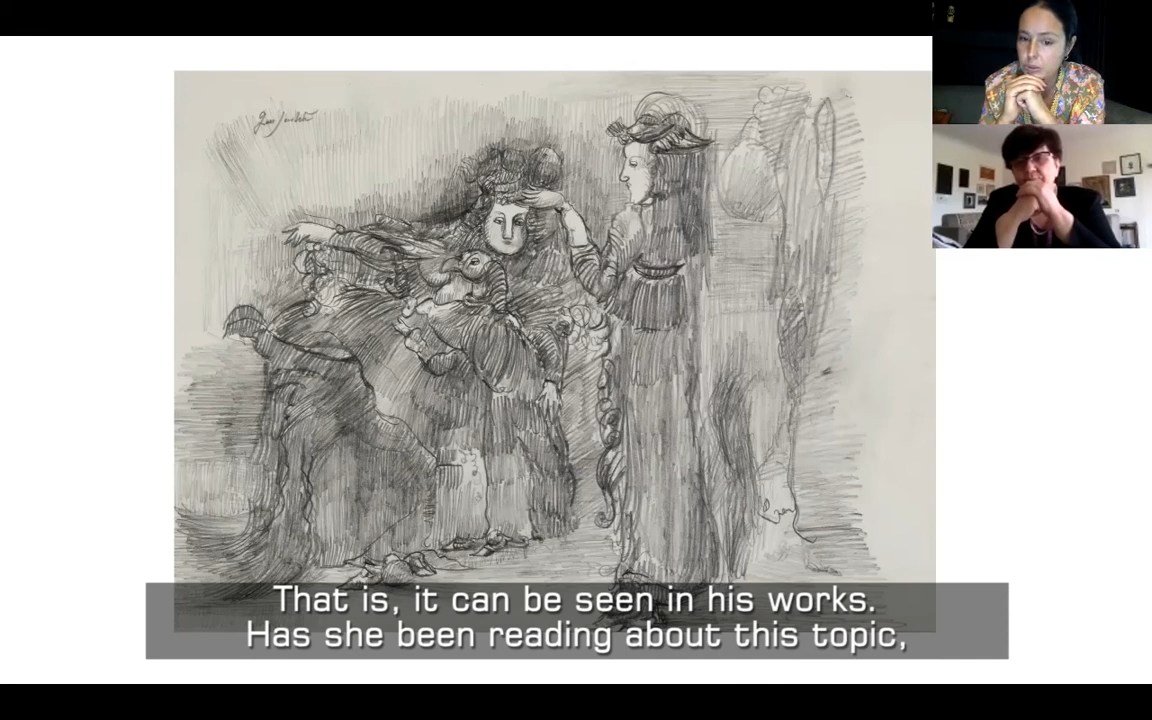 That is, it can be seen in his works.
Has she been reading about this topic,